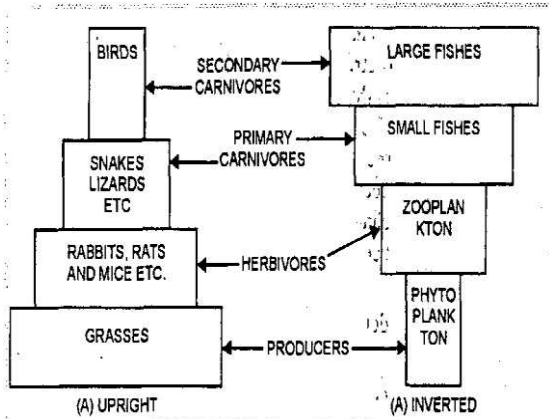 BIRDS
SECONDARY
CARNIVORES
LARGE FISHES
SNAKES
LIZARDS
ETC
PRIMARY
CARNIVORES
SMALL FISHES
RABBITS, RATS
AND MICE ETC.
HERBIVORES
ZOOPLAN
KTON
GRASSES
PRODUCERS
PHYTO
PLANK
TON
(A) UPRIGHT
(A) INVERTED